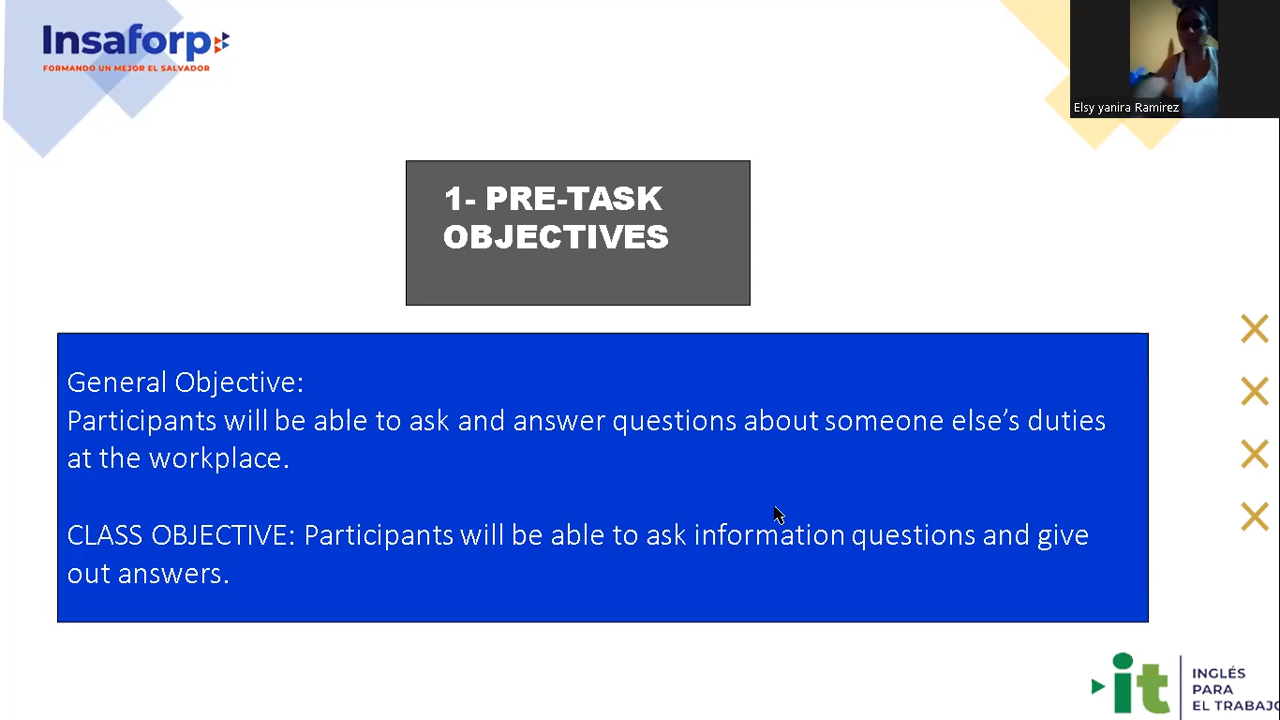 Insaforp
FORMANDO UN MEJOR EL SALVADOR
Elsy yanira Ramirez
1- PRE-TASK
OBJECTIVES
General Objective:
Participants will be able to ask and answer questions about someone else’s duties
at the workplace.
CLASS OBJECTIVE: Participants will be able to ask information questions and give
out answers.
it
INGLÉS
PARA
EL TRABAJO